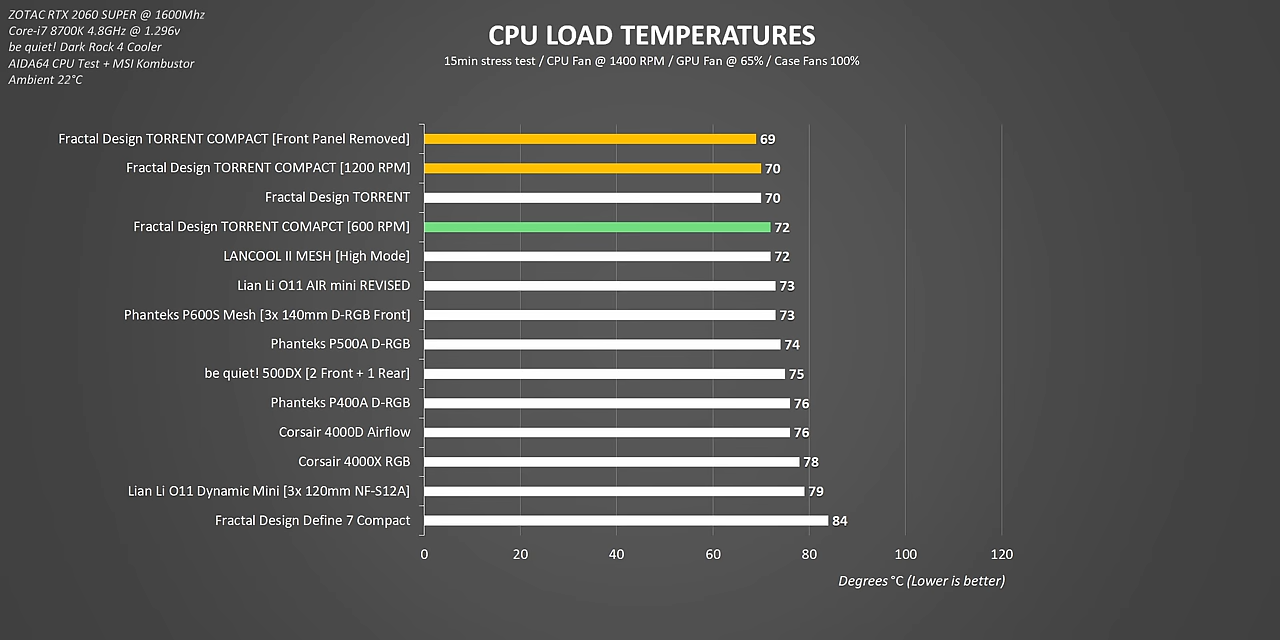 ZOTAC RTX 2060 SUPER @ 1600Mhz
Core-i7 8700K 4.8GHz @ 1.296v
be quiet! Dark Rock 4 Cooler
AIDA64 CPU Test + MSI Kombustor
Ambient 22°C
CPU LOAD TEMPERATURES
15min stress test / CPU Fan @ 1400 RPM / GPU Fan @ 65% / Case Fans 100%
Fractal Design TORRENT COMPACT [Front Panel Removed] 69
Fractal Design TORRENT COMPACT [1200 RPM] 70
Fractal Design TORRENT 70
Fractal Design TORRENT COMAPCT [600 RPM] 72
LANCOOL II MESH [High Mode] 72
Lian Li O11 AIR mini REVISED 73
Phanteks P600S Mesh [3x 140mm D-RGB Front] 73
Phanteks P500A D-RGB 74
be quiet! 500DX [2 Front + 1 Rear] 75
Phanteks P400A D-RGB 76
Corsair 4000D Airflow 76
Corsair 4000X RGB 78
Lian Li O11 Dynamic Mini [3x 120mm NF-S12A] 79
Fractal Design Define 7 Compact 84
0 20 40 60 80 100 120
Degrees °C (Lower is better)